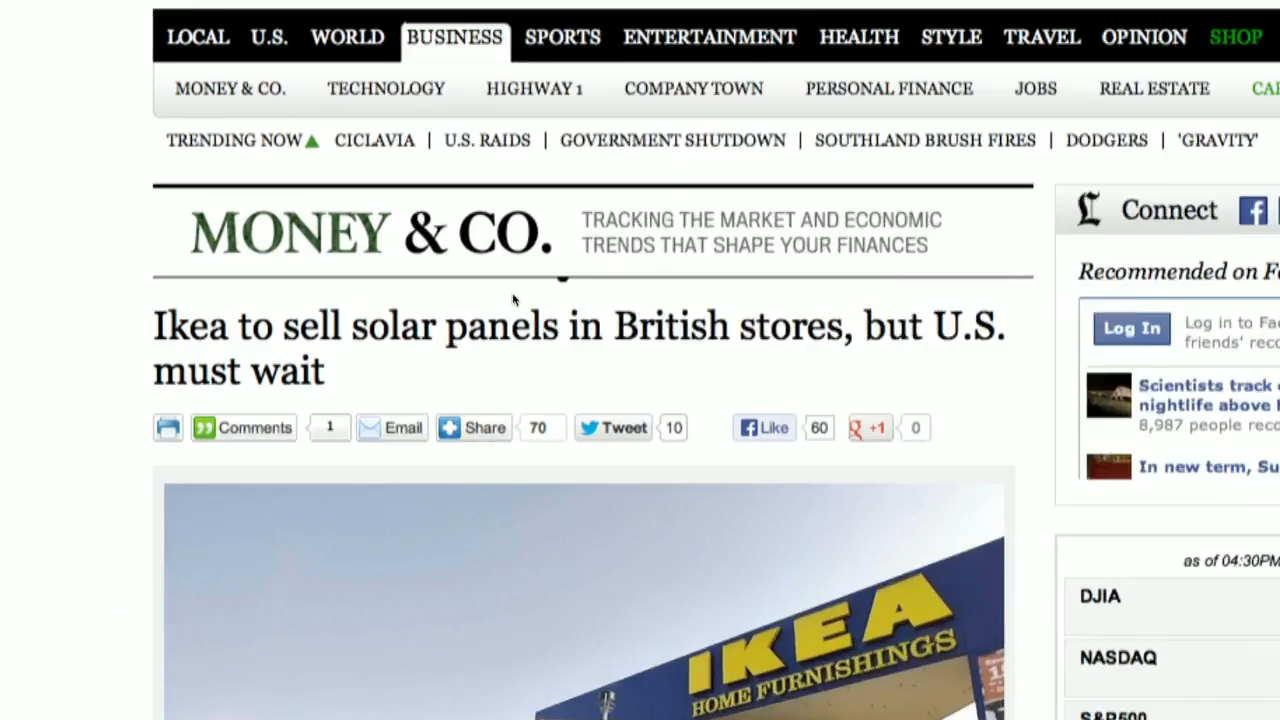 LOCAL U.S. WORLD BUSINESS SPORTS ENTERTAINMENT HEALTH STYLE TRAVEL OPINION SHOP
MONEY & CO. TECHNOLOGY HIGHWAY 1 COMPANY TOWN PERSONAL FINANCE JOBS REAL ESTATE
TRENDING NOW CICLAVIA | U.S. RAIDS | GOVERNMENT SHUTDOWN | SOUTHLAND BRUSH FIRES | DODGERS | 'GRAVITY'
MONEY & CO.
TRACKING THE MARKET AND ECONOMIC
TRENDS THAT SHAPE YOUR FINANCES
Ikea to sell solar panels in British stores, but U.S.
must wait
Comments 1 Email Share 70 Tweet 10 Like 60 +1 0
IKEA
HOME FURNISHINGS
Connect
Recommended on
Log In
Log in to
friends'
Scientists track
nightlife above
8,987 people
In new term,
as of 04:30PM
DJIA
NASDAQ
S&P500